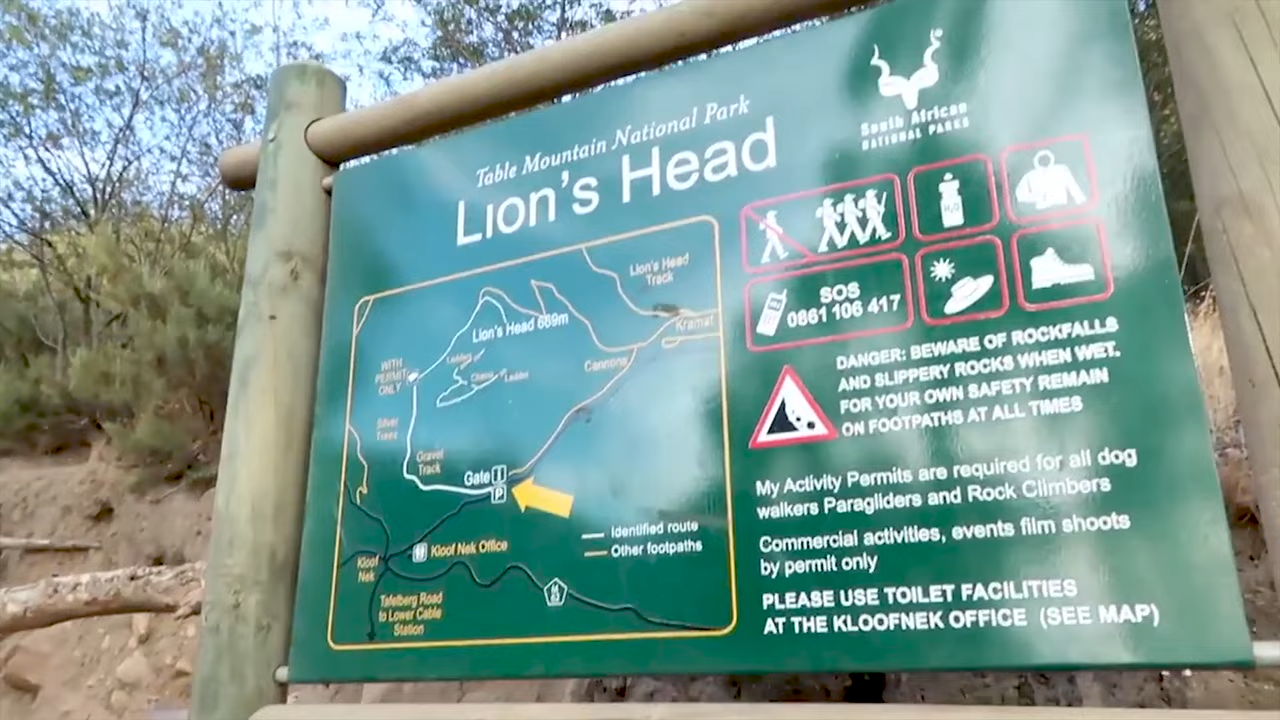 Table Mountain National Park
Lion's Head
South African
NATIONAL PARKS
H₂O
SOS
0861 106 417
DANGER: BEWARE OF ROCKFALLS
AND SLIPPERY ROCKS WHEN WET.
FOR YOUR OWN SAFETY REMAIN
ON FOOTPATHS AT ALL TIMES
My Activity Permits are required for all dog
walkers Paragliders and Rock Climbers
Commercial activities, events film shoots
by permit only
PLEASE USE TOILET FACILITIES
AT THE KLOOFNEK OFFICE (SEE MAP)
Lion's Head
Track
Kramat
Lion's Head 669m
Cannons
Ladders
Chains
Ladder
WITH
PERMIT
ONLY
Silver
Trees
Gravel
Track
Gate
P
Identified route
Other footpaths
Kloof Nek Office
Kloof
Nek
Tafelberg Road
to Lower Cable
Station